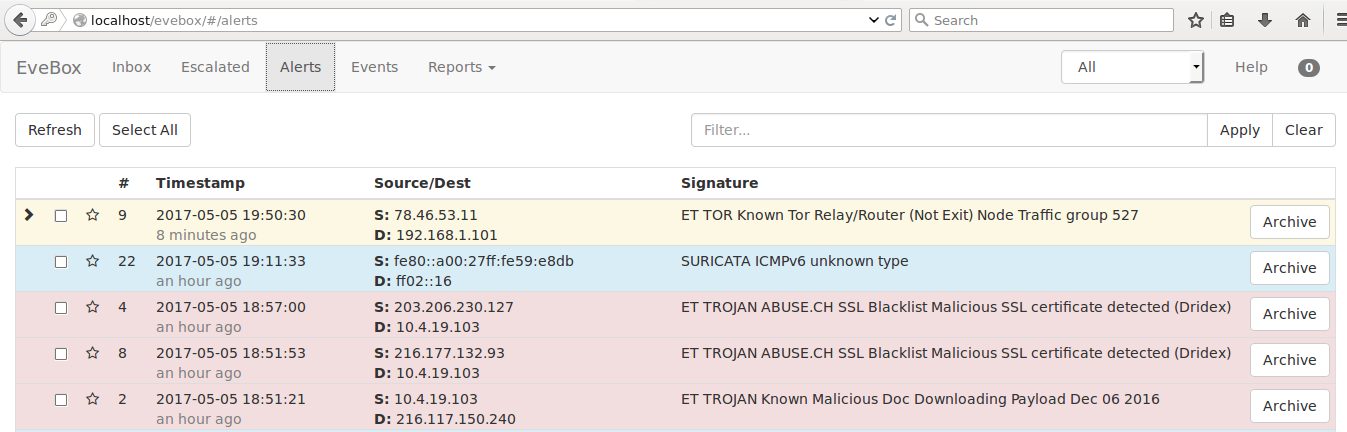 localhost/evebox/#/alerts Search
EveBox Inbox Escalated Alerts Events Reports All Help 0
Refresh Select All Filter... Apply Clear
# Timestamp Source/Dest Signature
9 2017-05-05 19:50:30 S: 78.46.53.11 ET TOR Known Tor Relay/Router (Not Exit) Node Traffic group 527 Archive
8 minutes ago D: 192.168.1.101
22 2017-05-05 19:11:33 S: fe80::a00:27ff:fe59:e8db SURICATA ICMPv6 unknown type Archive
an hour ago D: ff02::16
4 2017-05-05 18:57:00 S: 203.206.230.127 ET TROJAN ABUSE.CH SSL Blacklist Malicious SSL certificate detected (Dridex) Archive
an hour ago D: 10.4.19.103
8 2017-05-05 18:51:53 S: 216.177.132.93 ET TROJAN ABUSE.CH SSL Blacklist Malicious SSL certificate detected (Dridex) Archive
an hour ago D: 10.4.19.103
2 2017-05-05 18:51:21 S: 10.4.19.103 ET TROJAN Known Malicious Doc Downloading Payload Dec 06 2016 Archive
an hour ago D: 216.117.150.240